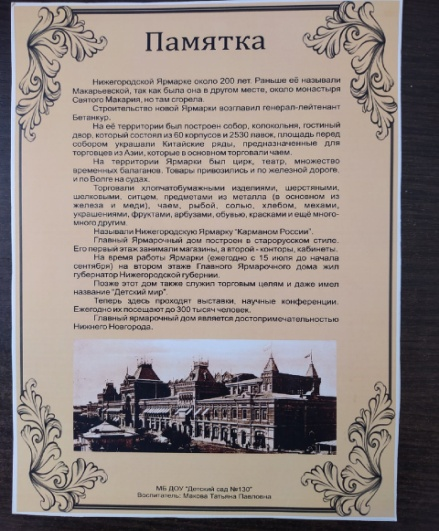 Памятка
Нижегородской Ярмарке около 200 лет. Раньше её называли
Макарьевской, так как была она в другом месте, около монастыря
Святого Макария, но там сгорела.
Строительство новой Ярмарки возглавил генерал-лейтенант
Бетанкур.
На её территории был построен собор, колокольня, гостиный
двор, который состоял из 60 корпусов и 2530 лавок, площадь перед
собором украшали Китайские ряды, предназначенные для
торговцев из Азии, которые в основном торговали чаем.
На территории Ярмарки был цирк, театр, множество
временных балаганов. Товары привозились и по железной дороге,
и по Волге на судах.
Торговали хлопчатобумажными изделиями, шерстяными,
шелковыми, ситцем, предметами из металла (в основном из
железа и меди), чаем, рыбой, солью, хлебом, мехами,
украшениями, фруктами, арбузами, обувью, красками и ещё много-
много другим.
Называли Нижегородскую Ярмарку "Карманом России".
Главный Ярмарочный дом построен в старорусском стиле.
Его первый этаж занимали магазины, а второй - конторы, кабинеты.
На время работы Ярмарки (ежегодно с 15 июля до начала
сентября) на втором этаже Главного Ярмарочного дома жил
губернатор Нижегородской губернии.
Позже этот дом также служил торговым целям и даже имел
название "Детский мир".
Теперь здесь проходят выставки, научные конференции.
Ежегодно их посещают до 300 тысяч человек.
Главный ярмарочный дом является достопримечательностью
Нижнего Новгорода.
МБ ДОУ "Детский сад №130"
Воспитатель: Макова Татьяна Павловна